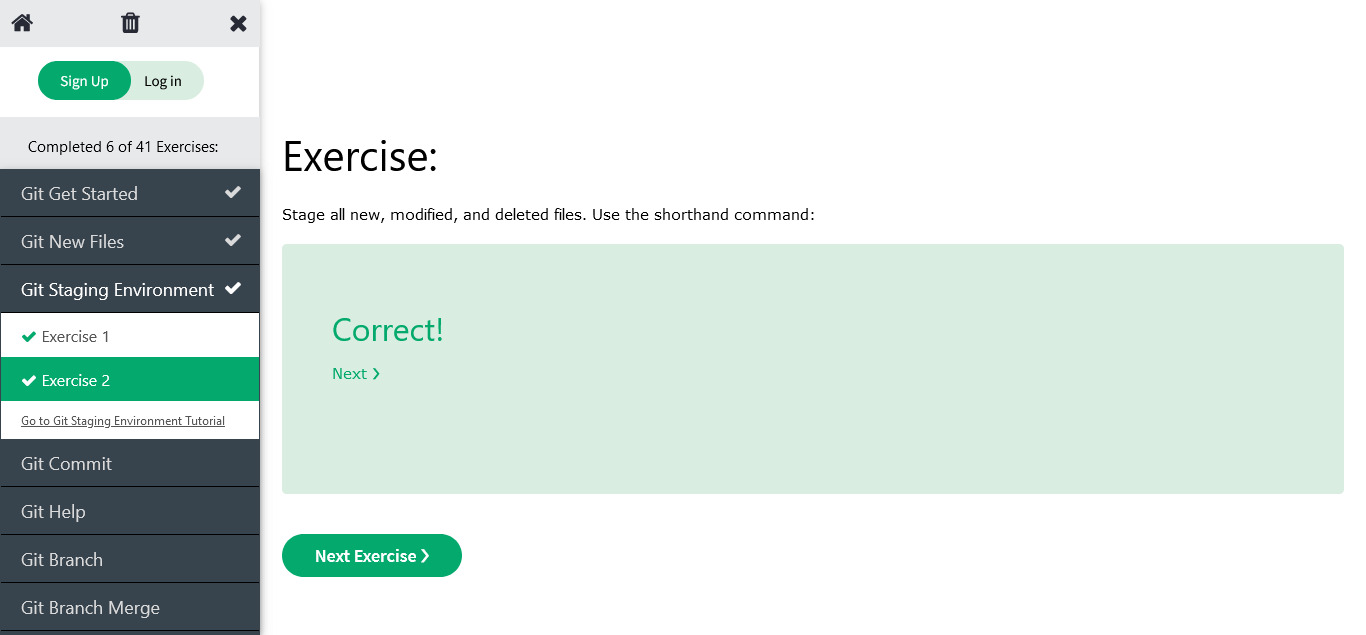 Sign Up
Log in
Completed 6 of 41 Exercises:
Git Get Started
Git New Files
Git Staging Environment
Exercise 1
Exercise 2
Go to Git Staging Environment Tutorial
Git Commit
Git Help
Git Branch
Git Branch Merge
Exercise:
Stage all new, modified, and deleted files. Use the shorthand command:
Correct!
Next ❯
Next Exercise ❯